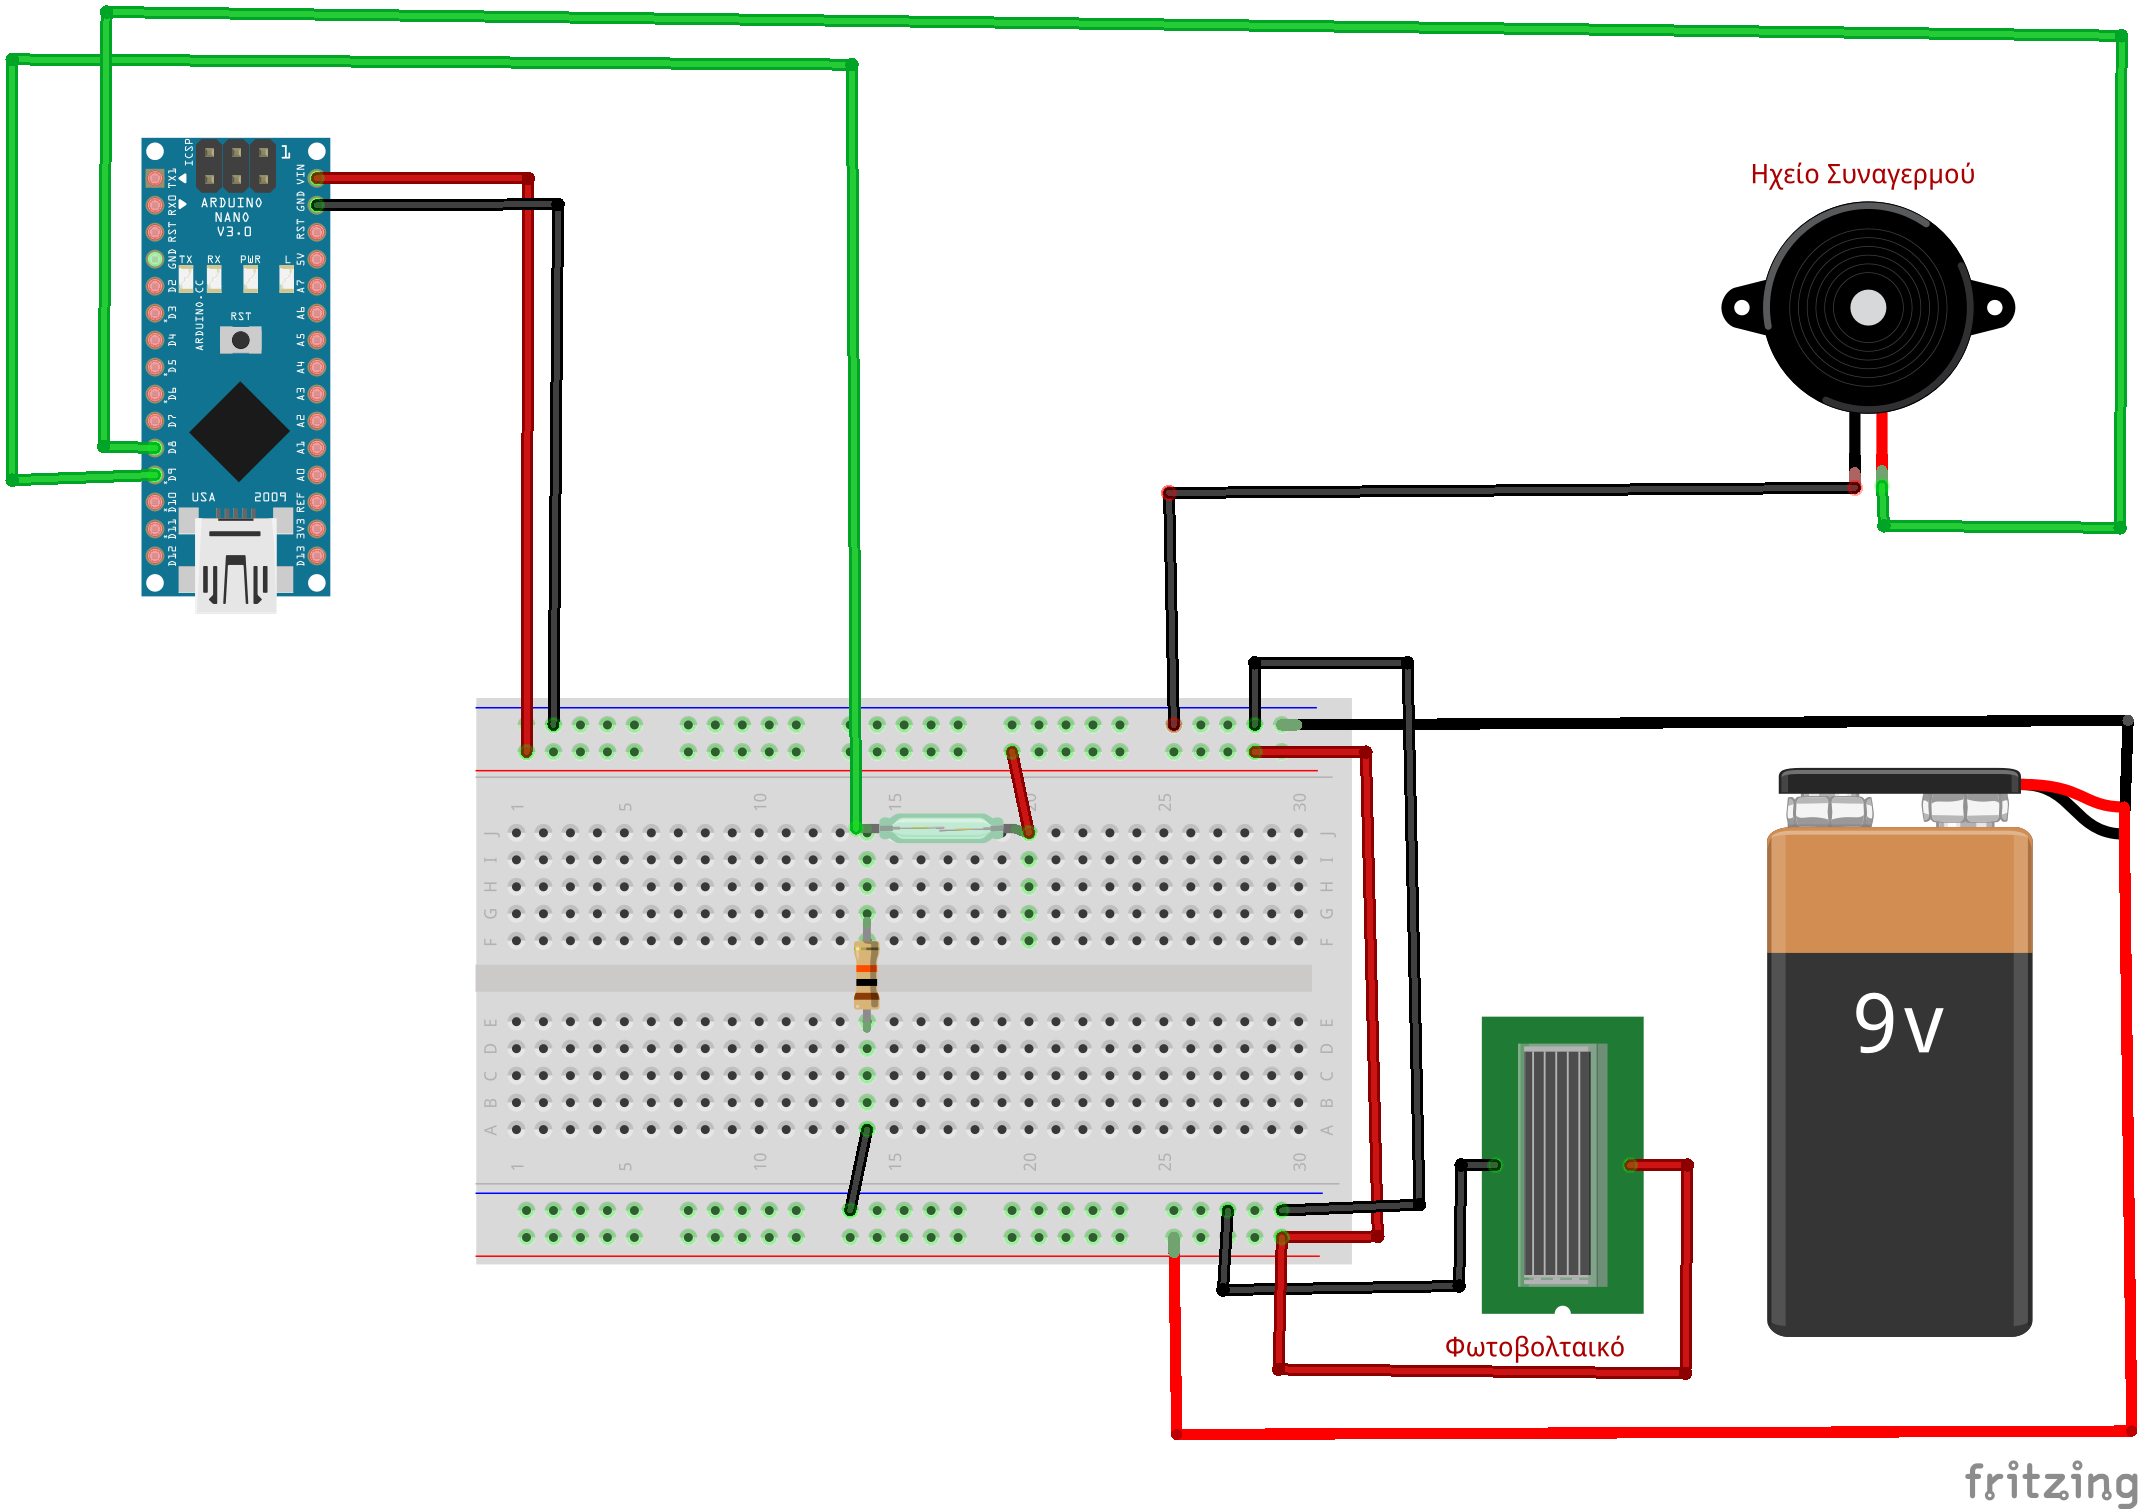 Ηχείο Συναγερμού
ICSP
1
ARDUINO
NANO
V3.0
TX RX PWR L
RST
ARDUINO.CC
USA 2009
TX1
RX0
RST
GND
D2
D3
D4
D5
D6
D7
D8
D9
D10
D11
D12
VIN
GND
RST
5V
A7
A6
A5
A4
A3
A2
A1
A0
REF
3V3
D13
1 5 10 15 20 25 30
J J
I I
H H
G G
F F
E E
D D
C C
B B
A A
1 5 10 15 20 25 30
9v
Φωτοβολταικό
fritzing